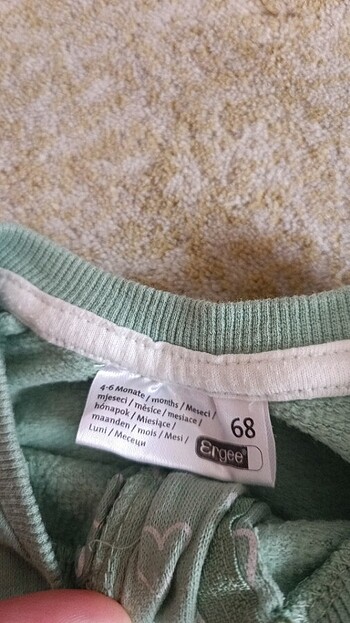 4-6 Monate / months / Meseci /
mjeseci / měsíce / mesiace /
hónapok / Miesiące /
maanden / mois / Mesi /
Luni / Месеци
68
Ergee®